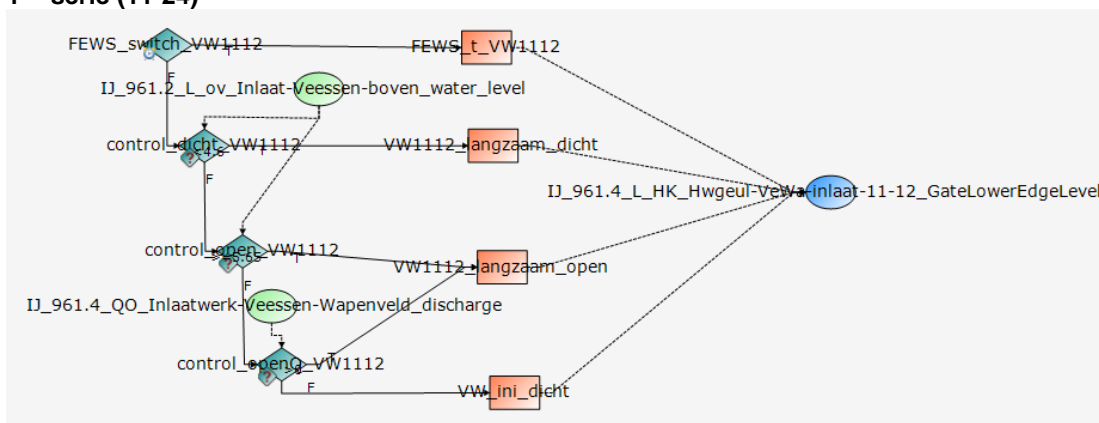 FEWS_switch_VW1112
T
FEWS_t_VW1112
F
IJ_961.2_L_ov_Inlaat-Veessen-boven_water_level
control_dicht_VW1112
T
VW1112_langzaam_dicht
F
IJ_961.4_L_HK_Hwgeul-VeWa-inlaat-11-12_GateLowerEdgeLevel
control_open_VW1112
T
VW1112_langzaam_open
F
IJ_961.4_QO_Inlaatwerk-Veessen-Wapenveld_discharge
T
control_openQ_VW1112
F
VW_ini_dicht